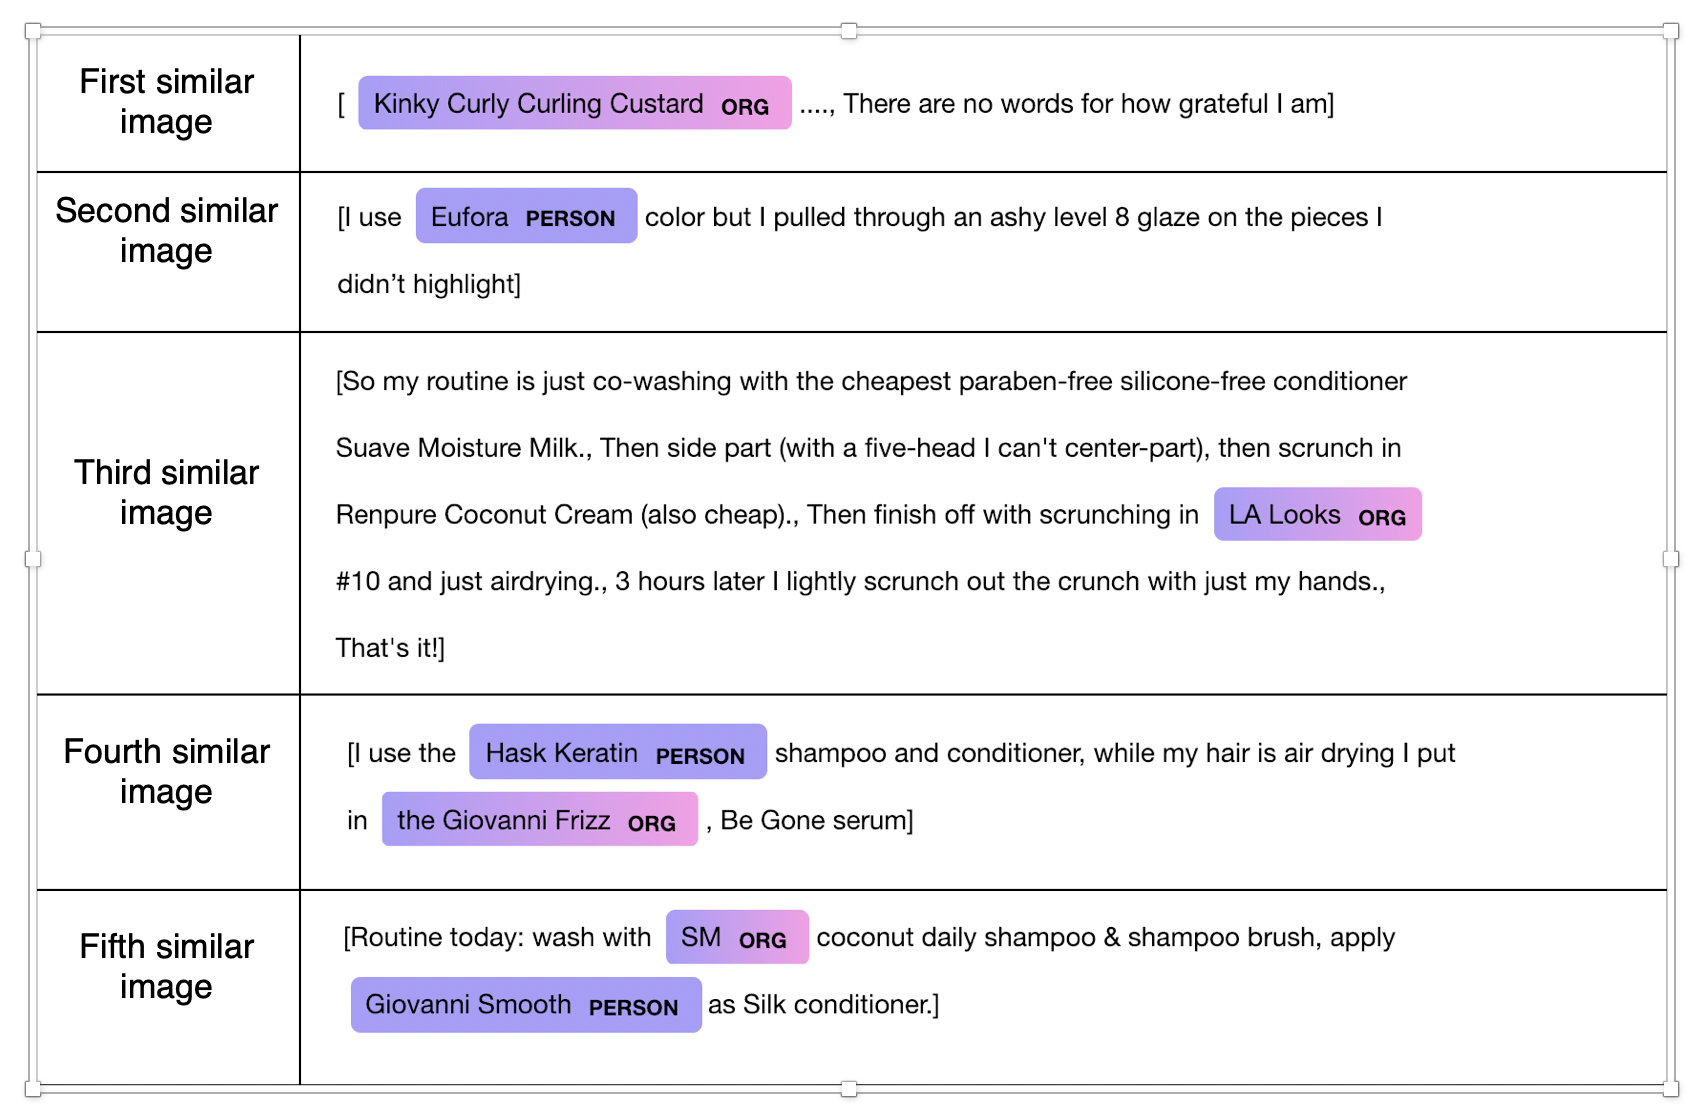 First similar
image
[ Kinky Curly Curling Custard ORG ...., There are no words for how grateful I am]
Second similar
image
[I use Eufora PERSON color but I pulled through an ashy level 8 glaze on the pieces I
didn’t highlight]
Third similar
image
[So my routine is just co-washing with the cheapest paraben-free silicone-free conditioner
Suave Moisture Milk., Then side part (with a five-head I can't center-part), then scrunch in
Renpure Coconut Cream (also cheap)., Then finish off with scrunching in LA Looks ORG
#10 and just airdrying., 3 hours later I lightly scrunch out the crunch with just my hands.,
That's it!]
Fourth similar
image
[I use the Hask Keratin PERSON shampoo and conditioner, while my hair is air drying I put
in the Giovanni Frizz ORG , Be Gone serum]
Fifth similar
image
[Routine today: wash with SM ORG coconut daily shampoo & shampoo brush, apply
Giovanni Smooth PERSON as Silk conditioner.]